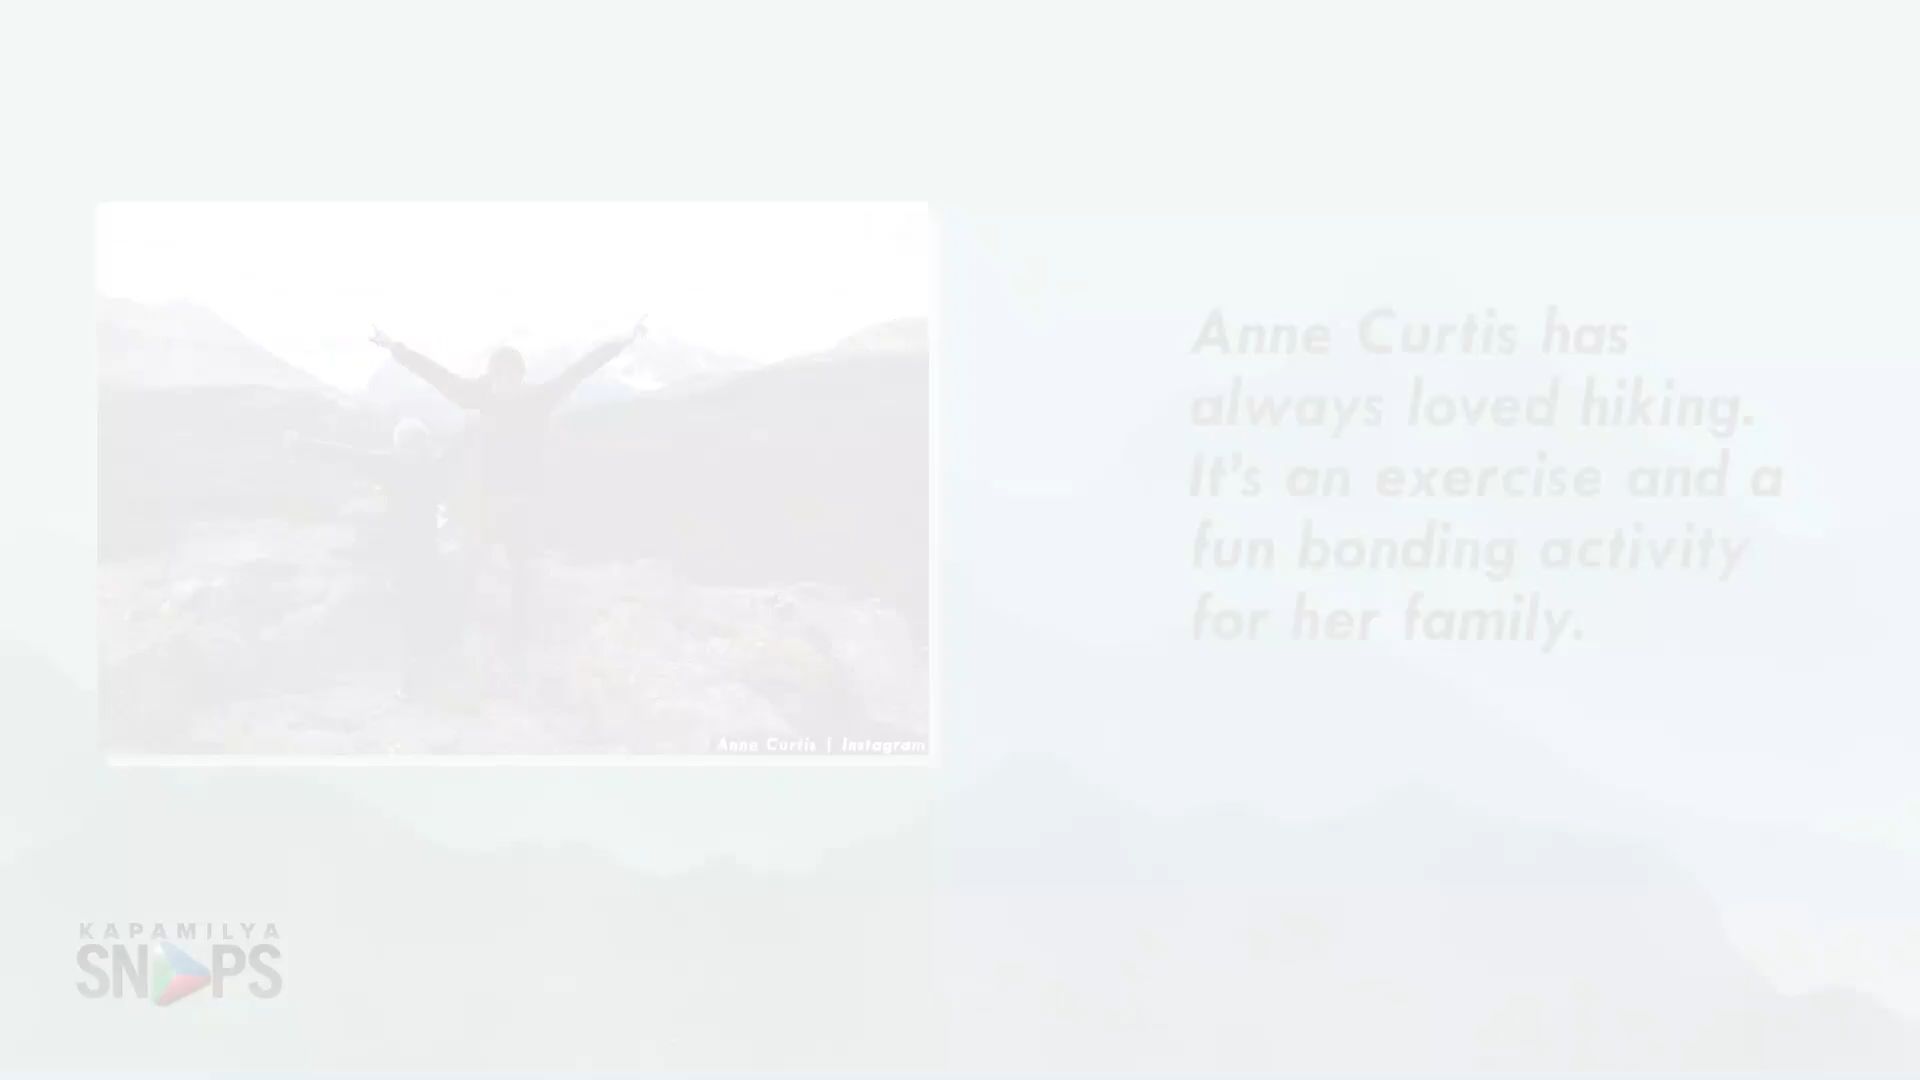 Anne Curtis has
always loved hiking.
It's an exercise and a
fun bonding activity
for her family.
Anne Curtis | Instagram
KAPAMILYA
SNAPS